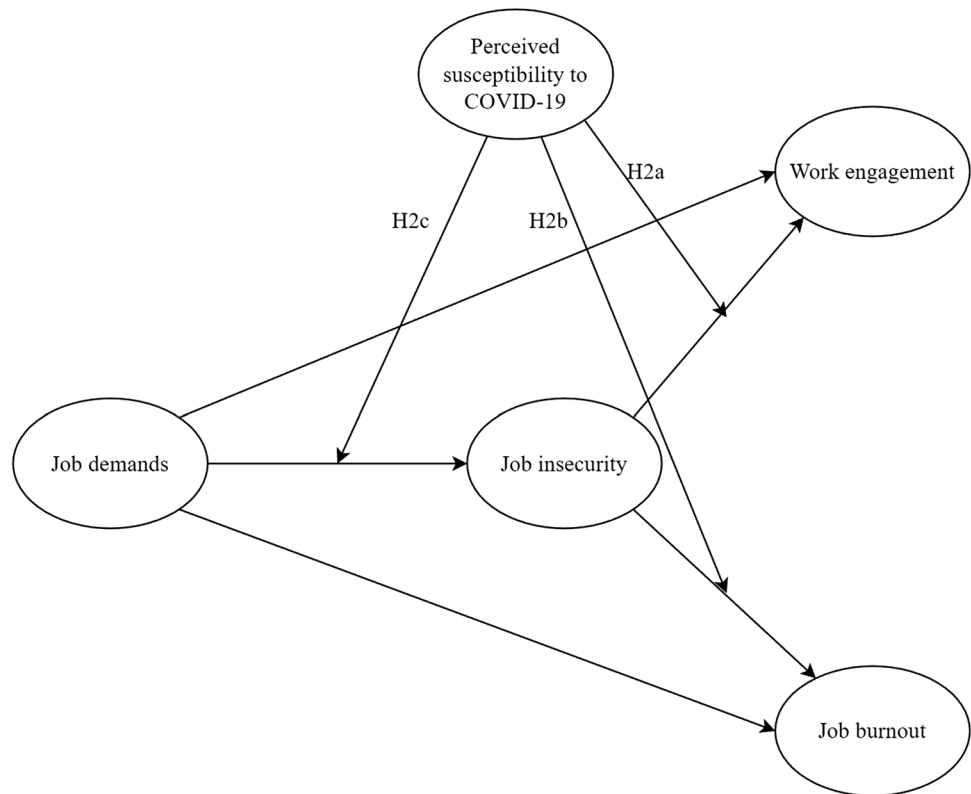 Perceived
susceptibility to
COVID-19
Work engagement
H2a
H2c
H2b
Job demands
Job insecurity
Job burnout